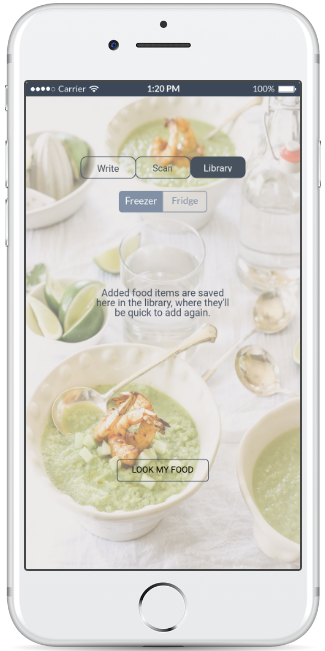 Carrier 1:20 PM 100%
Write Scan Library
Freezer Fridge
Added food items are saved
here in the library, where they'll
be quick to add again.
LOOK MY FOOD